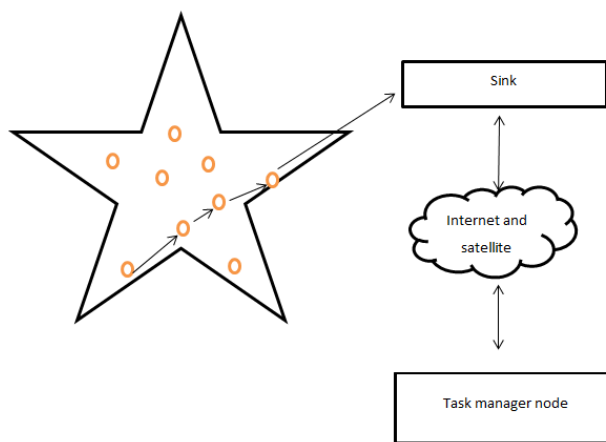 Sink
Internet and
satellite
Task manager node